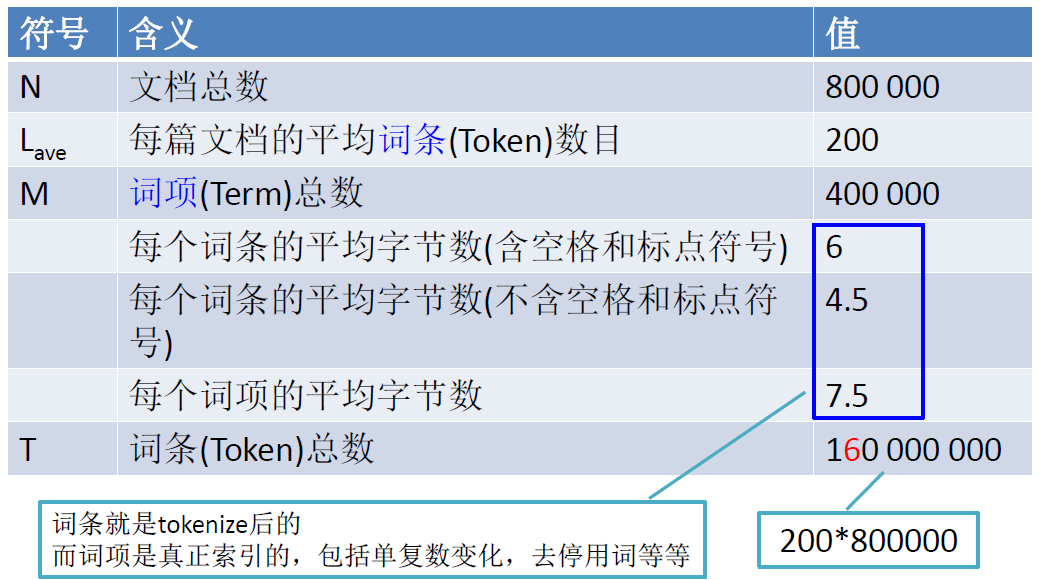 符号 含义 值
N 文档总数 800 000
Lave 每篇文档的平均词条(Token)数目 200
M 词项(Term)总数 400 000
每个词条的平均字节数(含空格和标点符号) 6
每个词条的平均字节数(不含空格和标点符 4.5
号)
每个词项的平均字节数 7.5
T 词条(Token)总数 160 000 000
词条就是tokenize后的
而词项是真正索引的，包括单复数变化，去停用词等等
200*800000